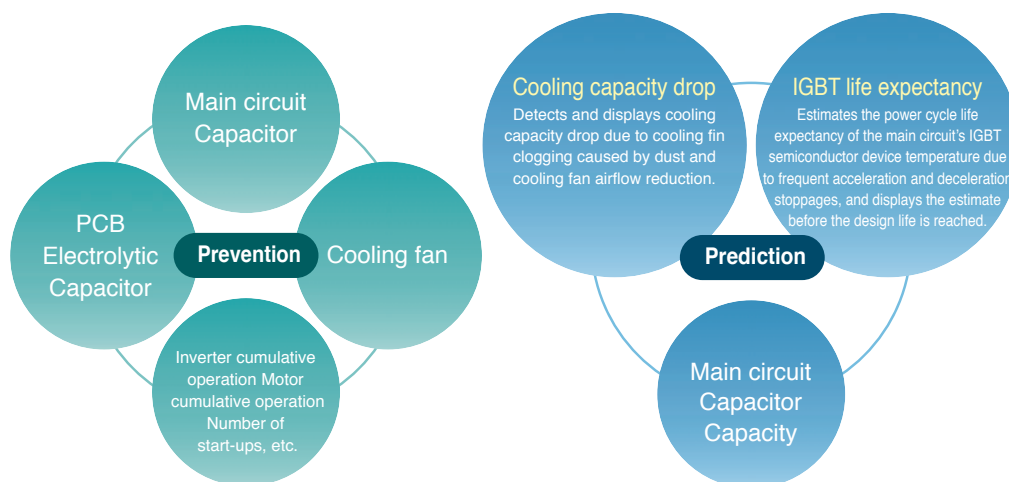 Main circuit
Capacitor
PCB
Electrolytic
Capacitor
Prevention
Cooling fan
Inverter cumulative
operation Motor
cumulative operation
Number of
start-ups, etc.
Cooling capacity drop
Detects and displays cooling
capacity drop due to cooling fin
clogging caused by dust and
cooling fan airflow reduction.
IGBT life expectancy
Estimates the power cycle life
expectancy of the main circuit's IGBT
semiconductor device temperature due
to frequent acceleration and deceleration
stoppages, and displays the estimate
before the design life is reached.
Prediction
Main circuit
Capacitor
Capacity